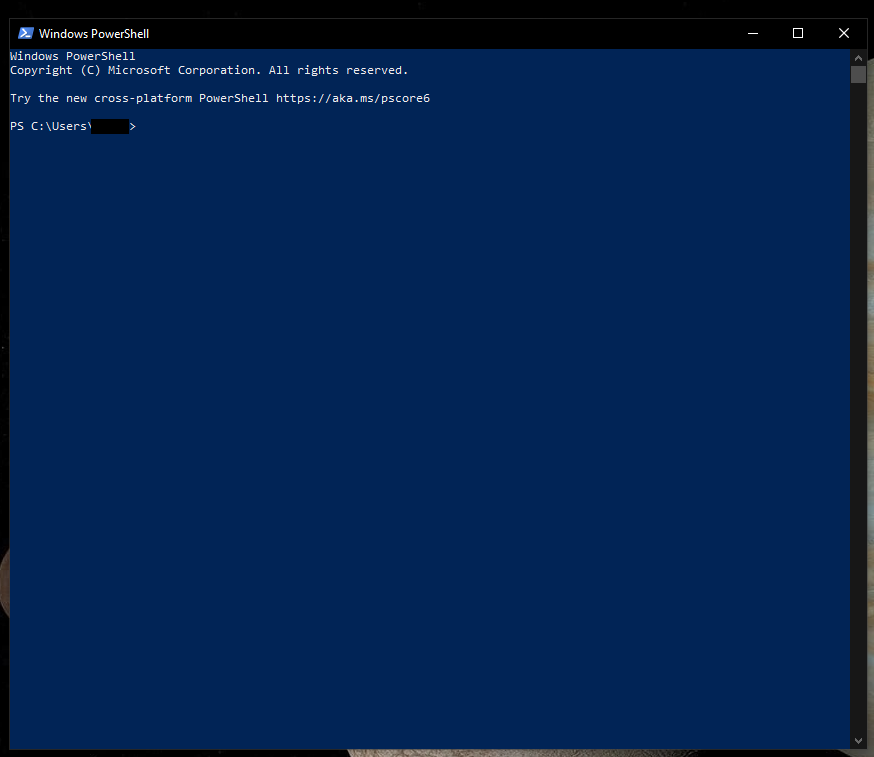 Windows PowerShell
Windows PowerShell
Copyright (C) Microsoft Corporation. All rights reserved.
Try the new cross-platform PowerShell https://aka.ms/pscore6
PS C:\Users\>